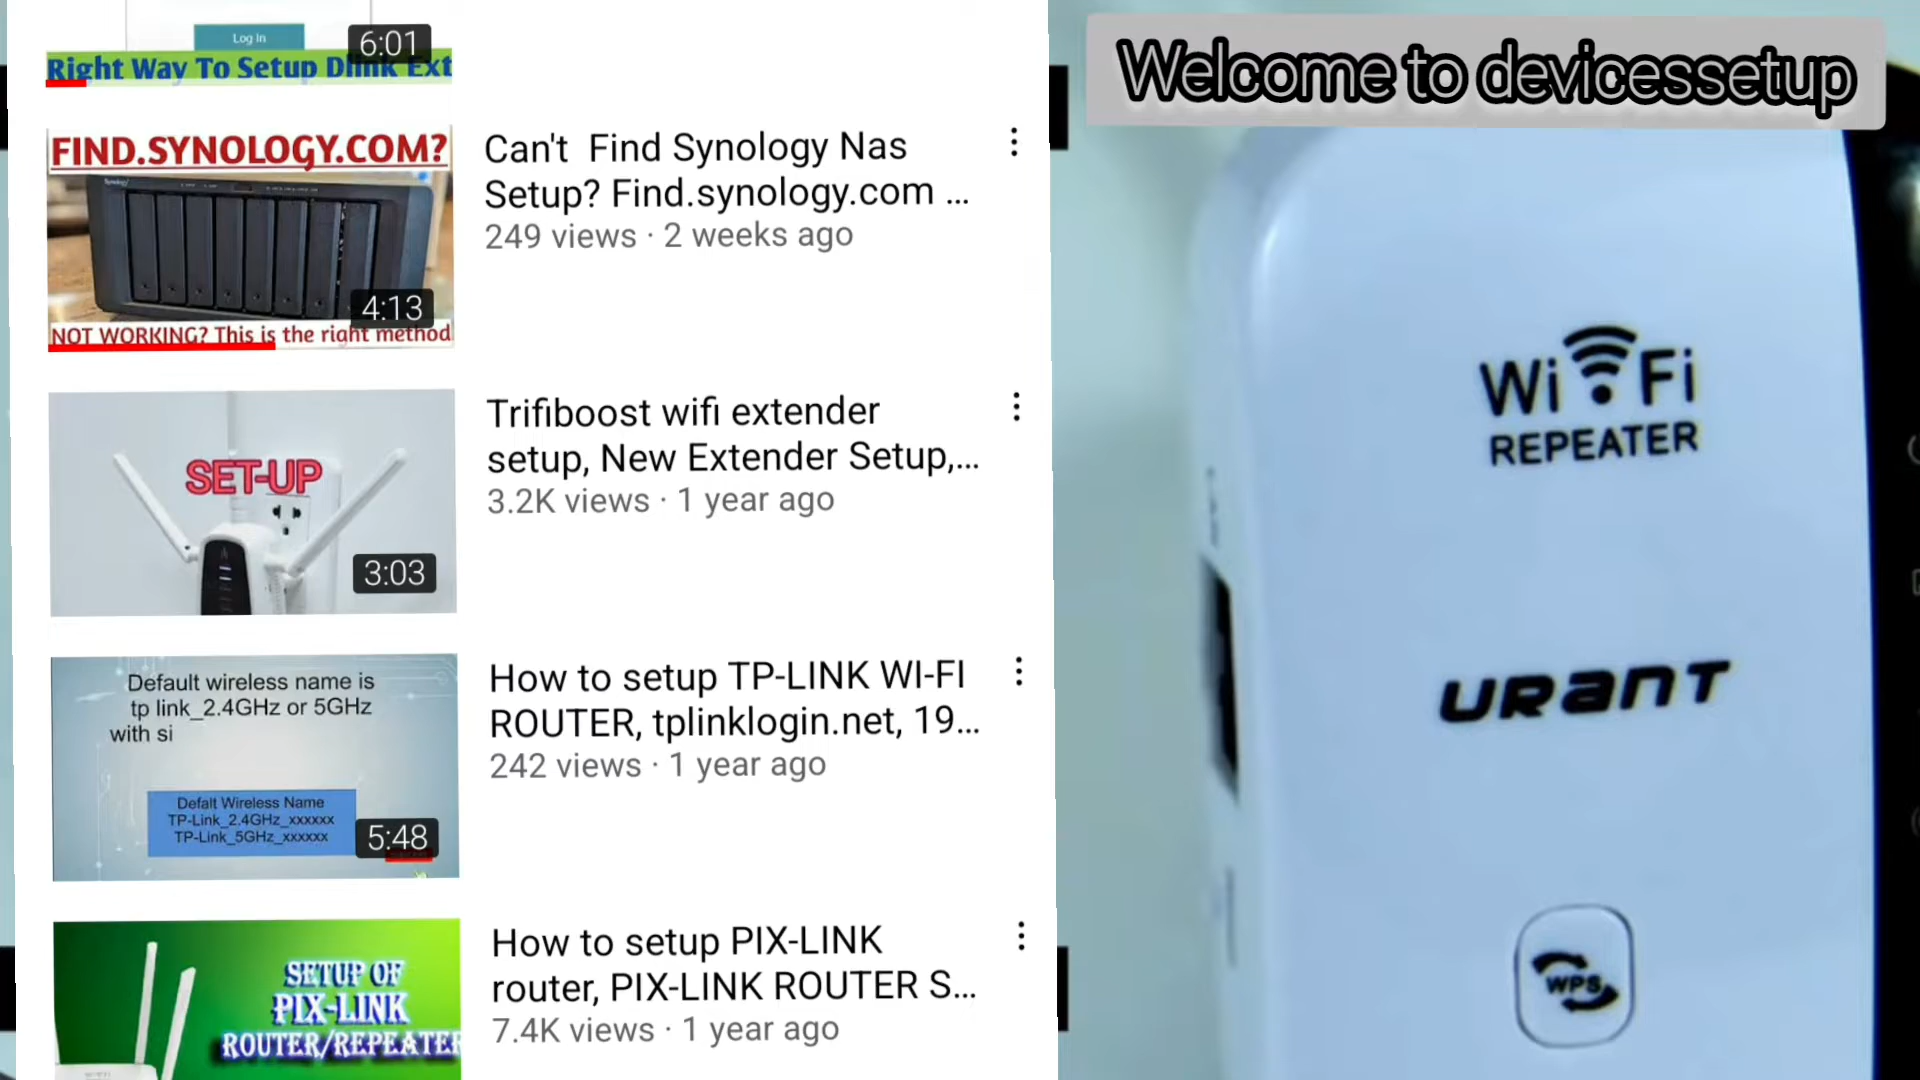 Log In
6:01
Right Way To Setup Dlink Ext
FIND.SYNOLOGY.COM?
Synology
4:13
NOT WORKING? This is the right method
Can't Find Synology Nas
Setup? Find.synology.com ...
249 views · 2 weeks ago
SET-UP
3:03
Trifiboost wifi extender
setup, New Extender Setup,...
3.2K views · 1 year ago
Default wireless name is
tp link_2.4GHz or 5GHz
with si
Defalt Wireless Name
TP-Link_2.4GHz_xxxxxx
TP-Link_5GHz_xxxxxx
5:48
How to setup TP-LINK WI-FI
ROUTER, tplinklogin.net, 19...
242 views · 1 year ago
SETUP OF
PIX-LINK
ROUTER/REPEATER
How to setup PIX-LINK
router, PIX-LINK ROUTER S...
7.4K views · 1 year ago
Welcome to devicessetup
WiFi
REPEATER
URANT
WPS